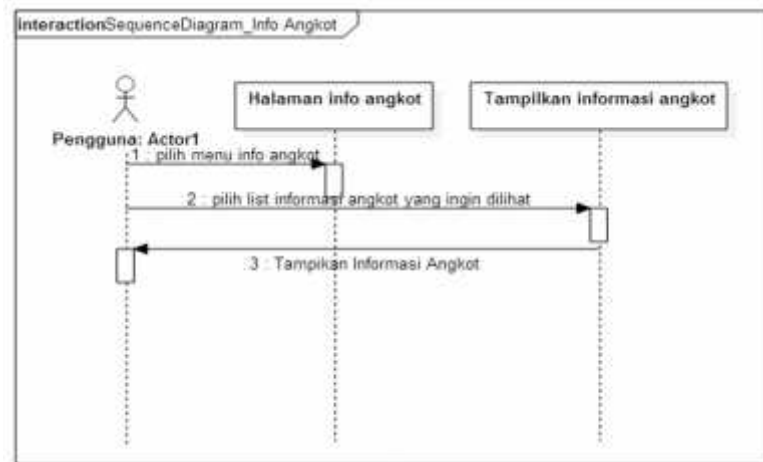 interactionSequenceDiagram_Info Angkot
Halaman info angkot
Tampilkan informasi angkot
Pengguna: Actor1
1 : pilih menu info angkot
2 : pilih list informasi angkot yang ingin dilihat
3 : Tampikan Informasi Angkot